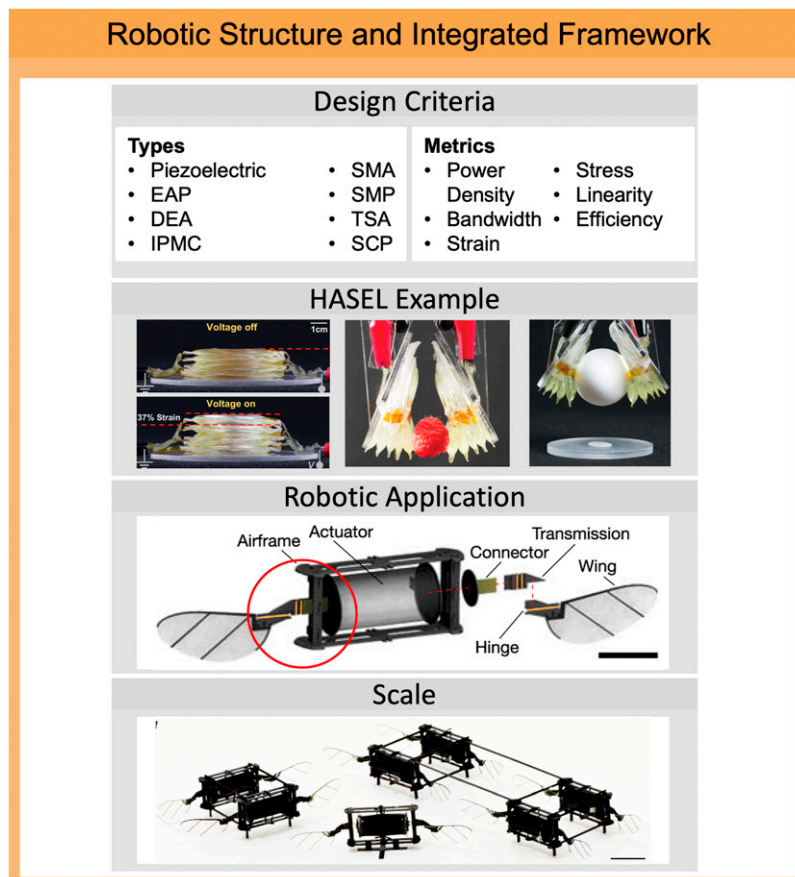 Robotic Structure and Integrated Framework
Design Criteria
Types
• Piezoelectric
• EAP
• DEA
• IPMC
• SMA
• SMP
• TSA
• SCP
Metrics
• Power
Density
• Bandwidth
• Strain
• Stress
• Linearity
• Efficiency
HASEL Example
Voltage off
1cm
Voltage on
37% Strain
V
Robotic Application
Airframe
Actuator
Connector
Transmission
Wing
Hinge
Scale